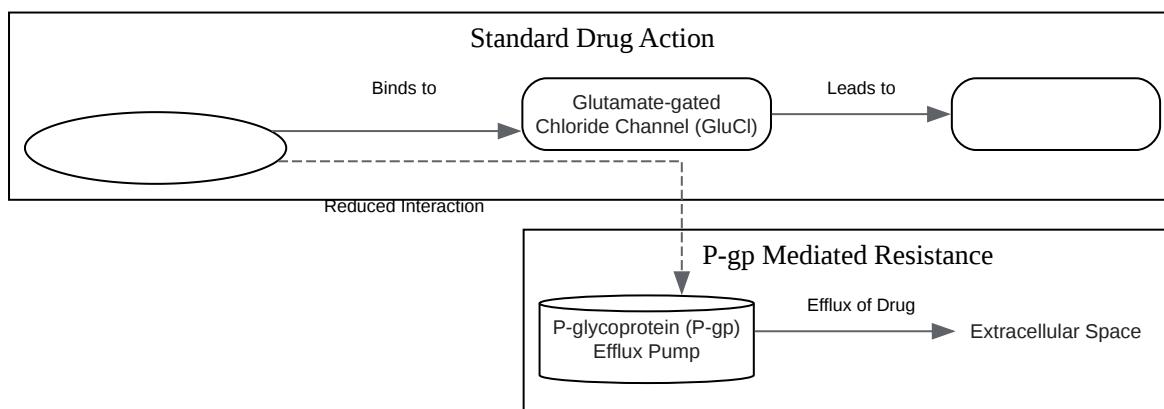 Standard Drug Action
Binds to
Glutamate-gated
Chloride Channel (GluCl)
Leads to
Reduced Interaction
P-gp Mediated Resistance
P-glycoprotein (P-gp)
Efflux Pump
Efflux of Drug
Extracellular Space